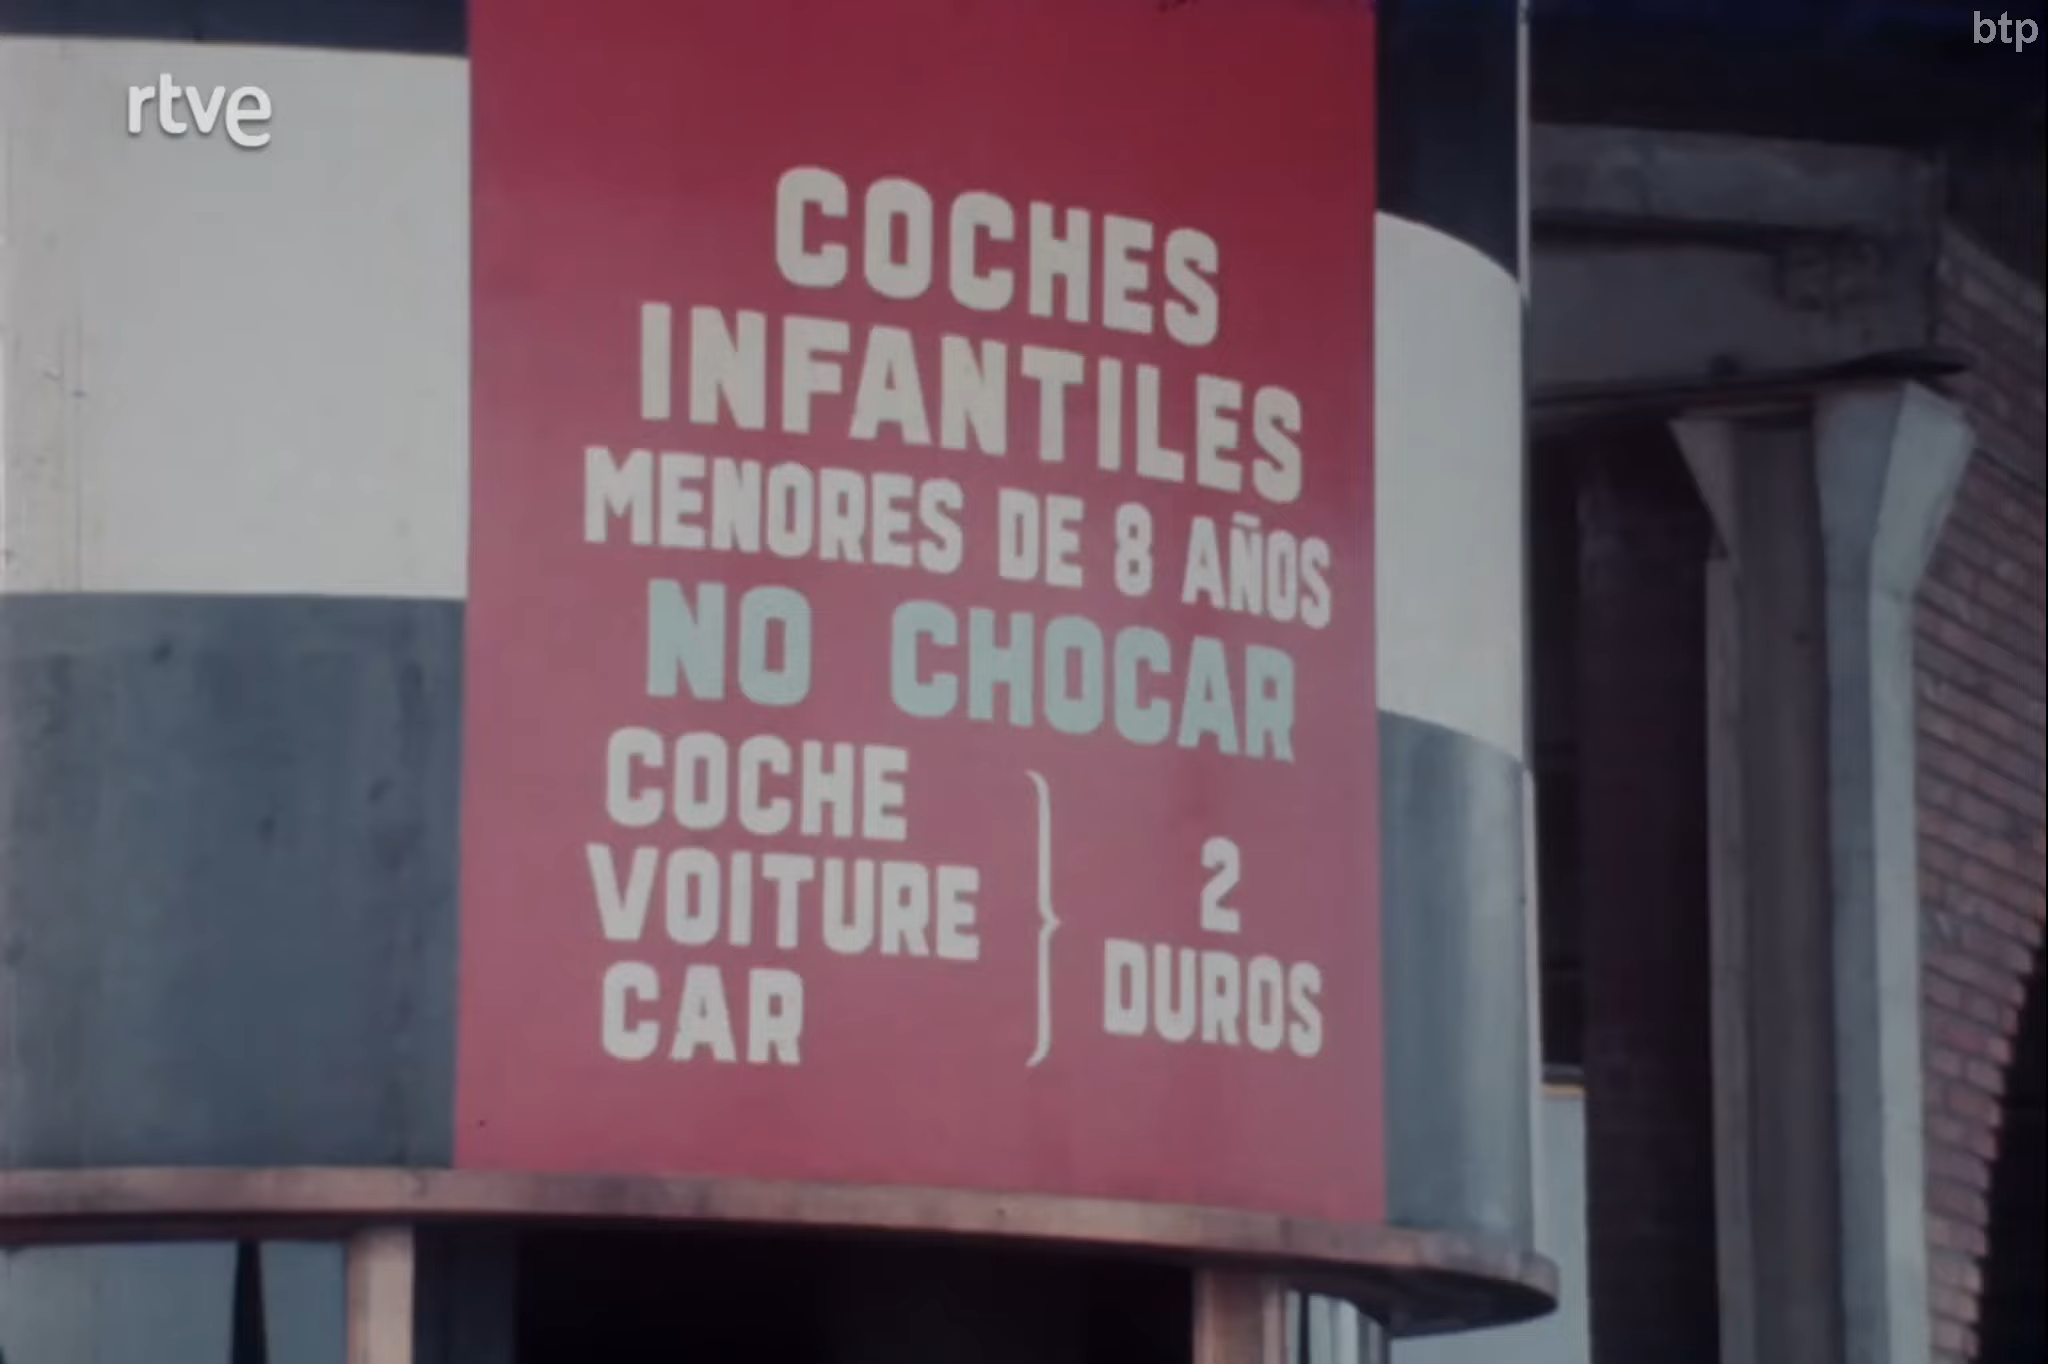 btp
rtve
COCHES
INFANTILES
MENORES DE 8 AÑOS
NO CHOCAR
COCHE
VOITURE
CAR
2
DUROS